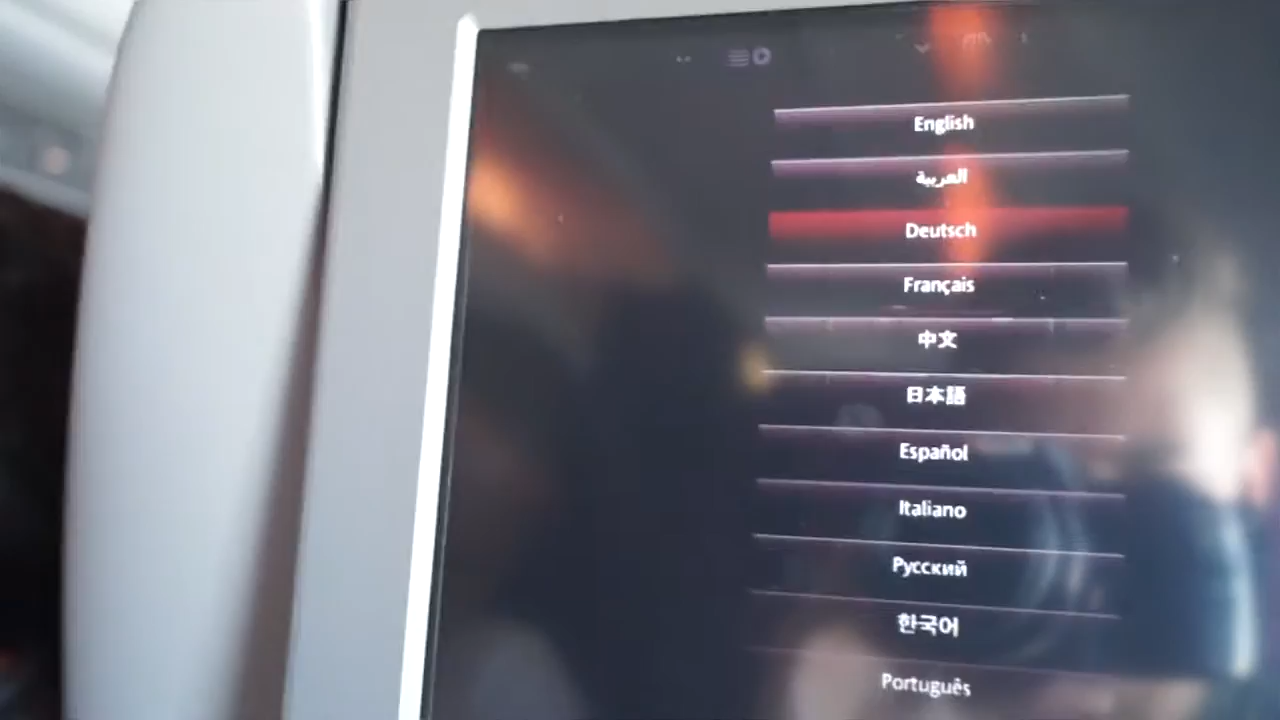 English
العربية
Deutsch
Français
中文
日本語
Español
Italiano
Русский
한국어
Português